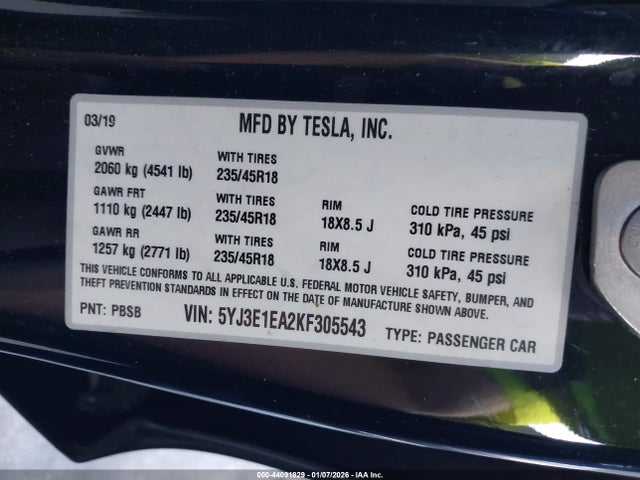 03/19 MFD BY TESLA, INC.
GVWR WITH TIRES
2060 kg (4541 lb) 235/45R18
GAWR FRT WITH TIRES RIM COLD TIRE PRESSURE
1110 kg (2447 lb) 235/45R18 18X8.5 J 310 kPa, 45 psi
GAWR RR WITH TIRES RIM COLD TIRE PRESSURE
1257 kg (2771 lb) 235/45R18 18X8.5 J 310 kPa, 45 psi
THIS VEHICLE CONFORMS TO ALL APPLICABLE U.S. FEDERAL MOTOR VEHICLE SAFETY, BUMPER, AND
THEFT PREVENTION STANDARDS IN EFFECT ON THE DATE OF MANUFACTURE SHOWN ABOVE.
PNT: PBSB VIN: 5YJ3E1EA2KF305543 TYPE: PASSENGER CAR
000-44091829 - 01/07/2026 - IAA Inc.